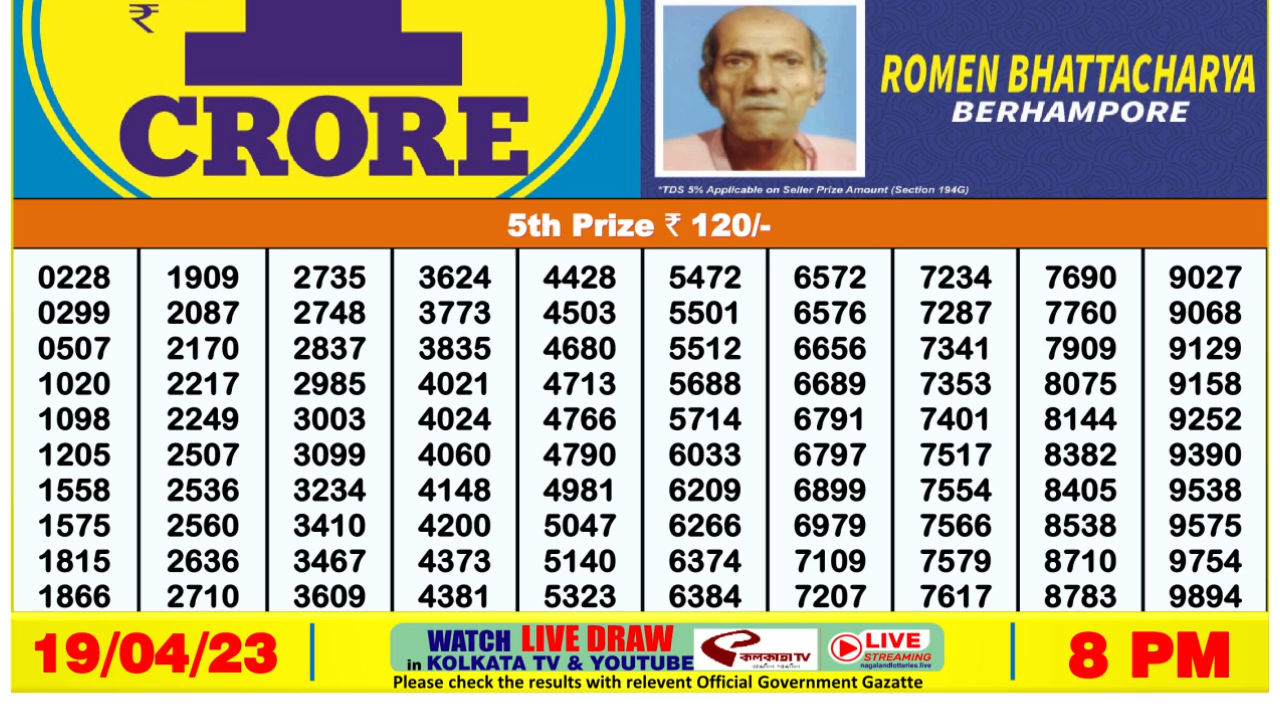 ₹
CRORE
ROMEN BHATTACHARYA
BERHAMPORE
*TDS 5% Applicable on Seller Prize Amount (Section 194G)
5th Prize ₹ 120/-
0228 1909 2735 3624 4428 5472 6572 7234 7690 9027
0299 2087 2748 3773 4503 5501 6576 7287 7760 9068
0507 2170 2837 3835 4680 5512 6656 7341 7909 9129
1020 2217 2985 4021 4713 5688 6689 7353 8075 9158
1098 2249 3003 4024 4766 5714 6791 7401 8144 9252
1205 2507 3099 4060 4790 6033 6797 7517 8382 9390
1558 2536 3234 4148 4981 6209 6899 7554 8405 9538
1575 2560 3410 4200 5047 6266 6979 7566 8538 9575
1815 2636 3467 4373 5140 6374 7109 7579 8710 9754
1866 2710 3609 4381 5323 6384 7207 7617 8783 9894
19/04/23
WATCH LIVE DRAW
in KOLKATA TV & YOUTUBE
কলকাতা TV
LIVE
STREAMING
nagalandlotteries.live
8 PM
Please check the results with relevent Official Government Gazatte